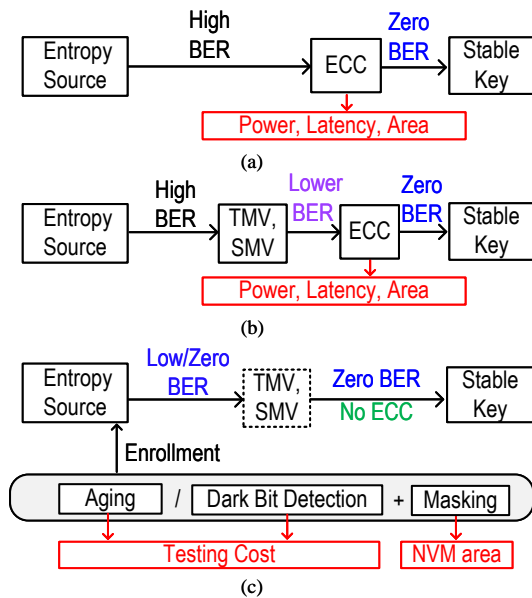 High
BER
Zero
BER
Entropy
Source
ECC
Stable
Key
Power, Latency, Area
(a)
High
BER
Lower
BER
Zero
BER
Entropy
Source
TMV,
SMV
ECC
Stable
Key
Power, Latency, Area
(b)
Low/Zero
BER
Entropy
Source
TMV,
SMV
Zero BER
No ECC
Stable
Key
Enrollment
Aging / Dark Bit Detection + Masking
Testing Cost NVM area
(c)